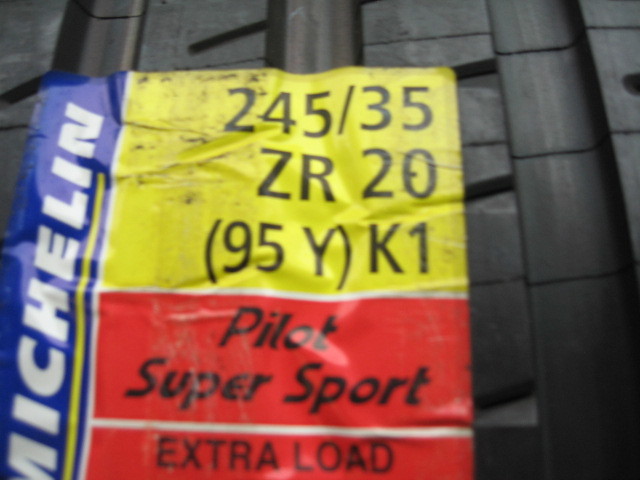 MICHELIN
245/35
ZR 20
(95 Y) K1
Pilot
Super Sport
EXTRA LOAD